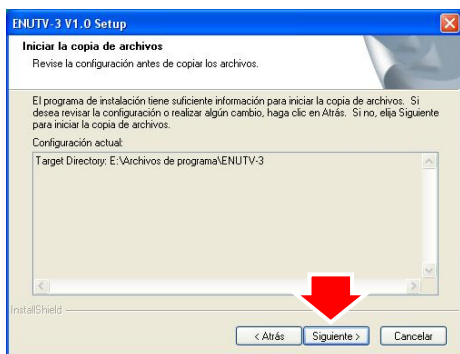 ENUTV-3 V1.0 Setup
Iniciar la copia de archivos
Revise la configuración antes de copiar los archivos.
El programa de instalación tiene suficiente información para iniciar la copia de archivos. Si
desea revisar la configuración o realizar algún cambio, haga clic en Atrás. Si no, elija Siguiente
para iniciar la copia de archivos.
Configuración actual:
Target Directory: E:\Archivos de programa\ENUTV-3
InstallShield
< Atrás Siguiente > Cancelar